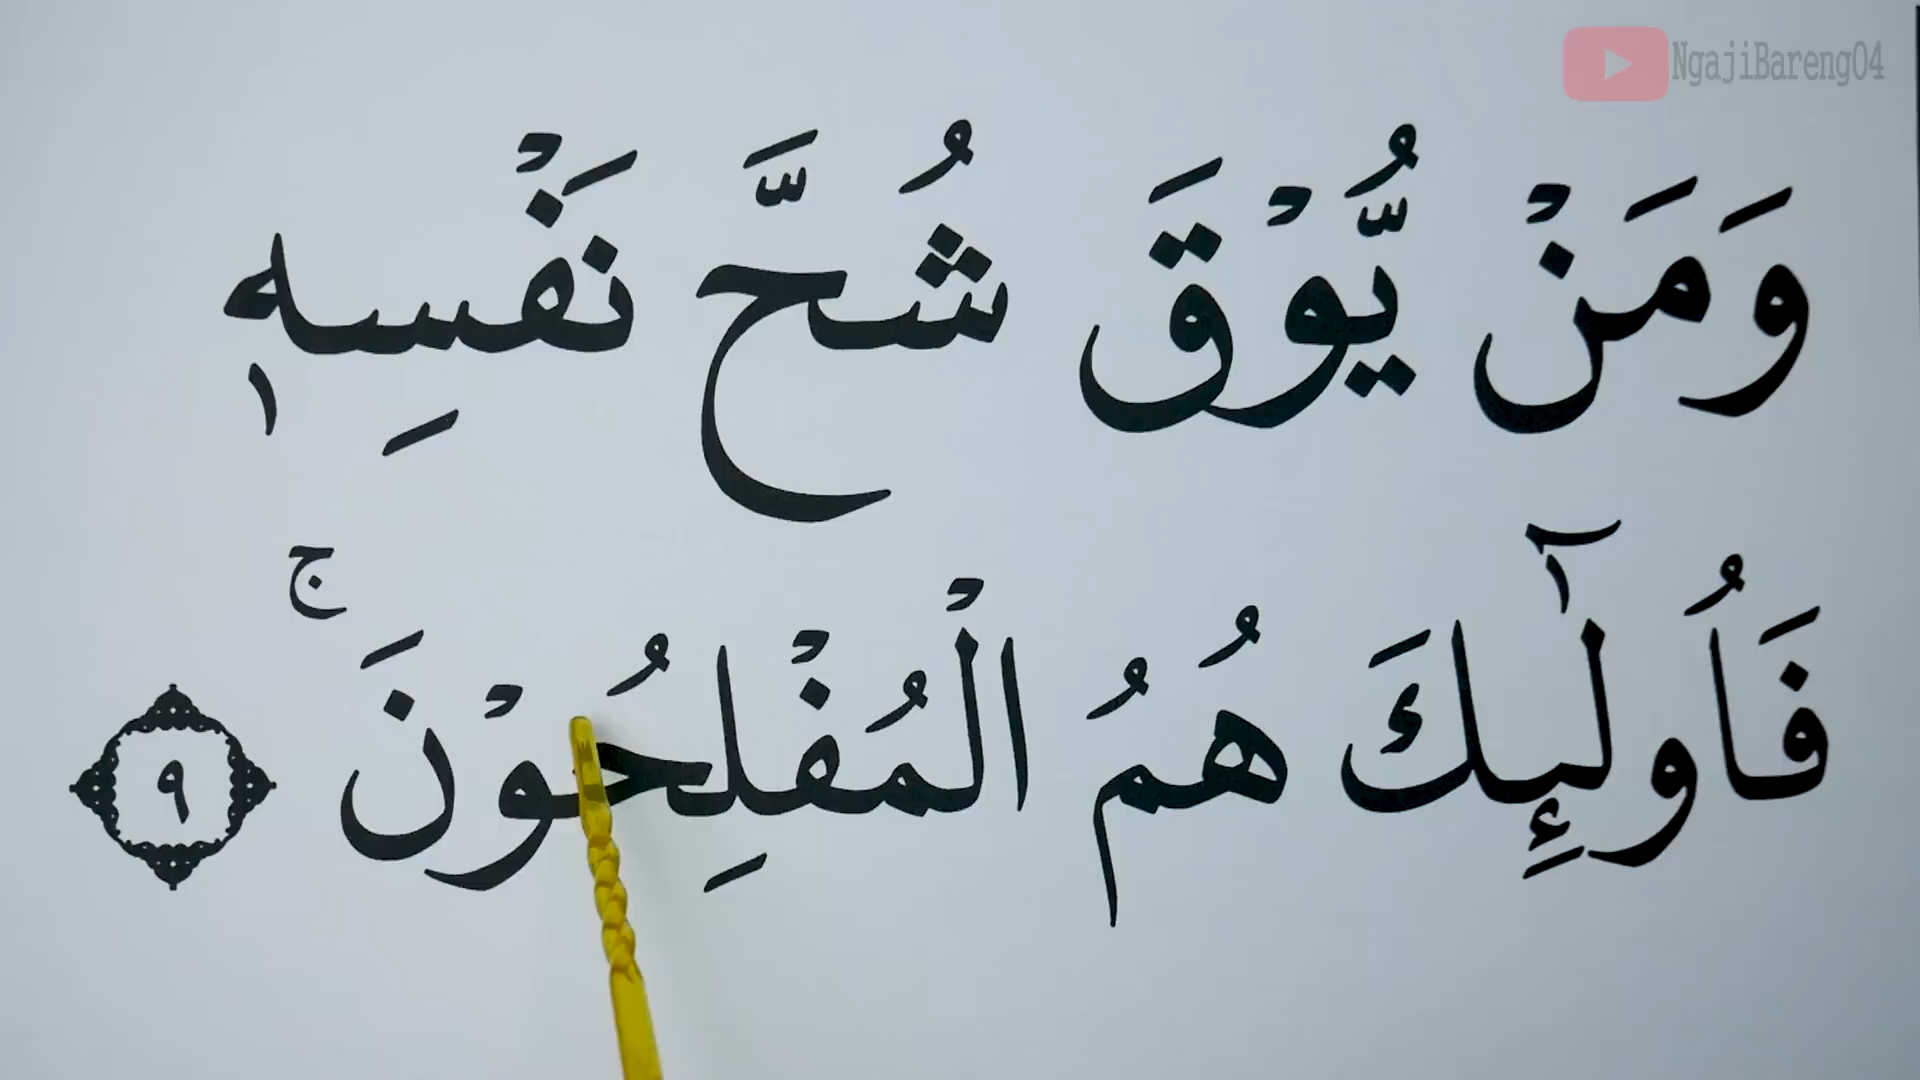 NgajiBareng04
وَمَنْ يُّوْقَ شُحَّ نَفْسِهٖ
فَاُولٰۤىِٕكَ هُمُ الْمُفْلِحُوْنَ ۚ ٩